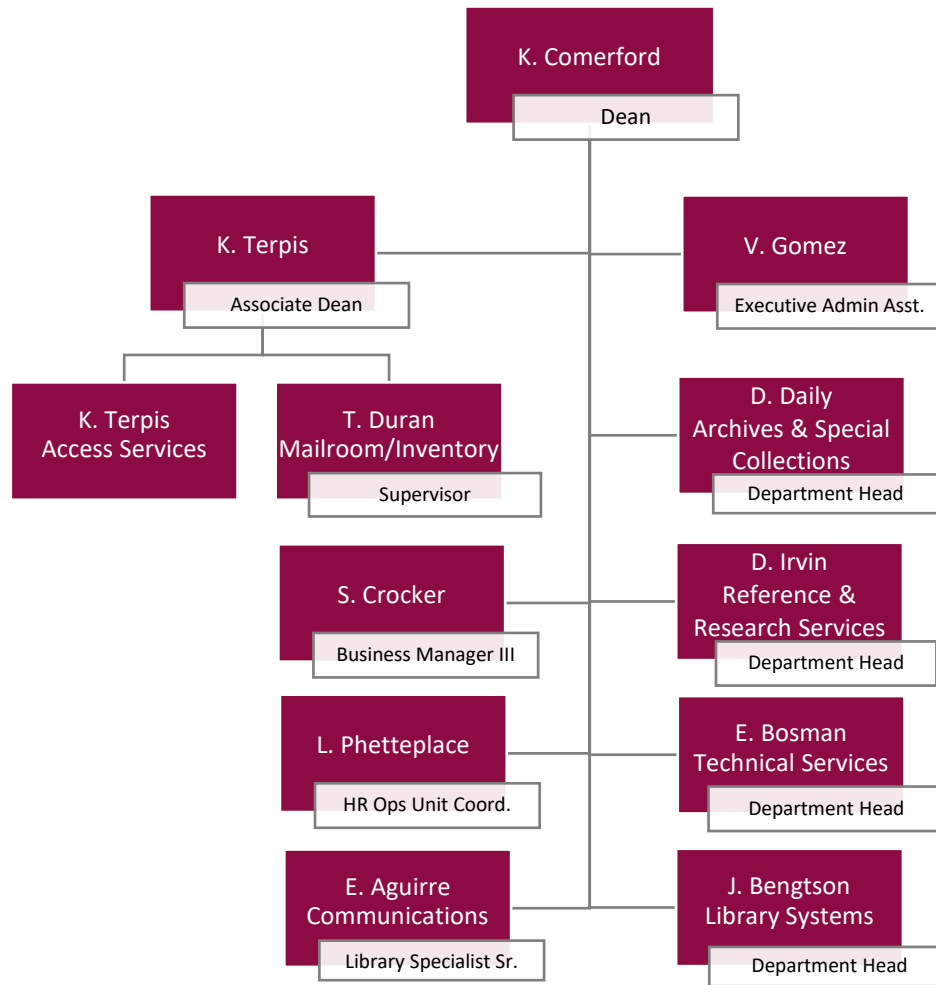 K. Comerford
Dean
K. Terpis
Associate Dean
V. Gomez
Executive Admin Asst.
K. Terpis
Access Services
T. Duran
Mailroom/Inventory
Supervisor
D. Daily
Archives & Special
Collections
Department Head
S. Crocker
Business Manager III
D. Irvin
Reference &
Research Services
Department Head
L. Phetteplace
HR Ops Unit Coord.
E. Bosman
Technical Services
Department Head
E. Aguirre
Communications
Library Specialist Sr.
J. Bengtson
Library Systems
Department Head